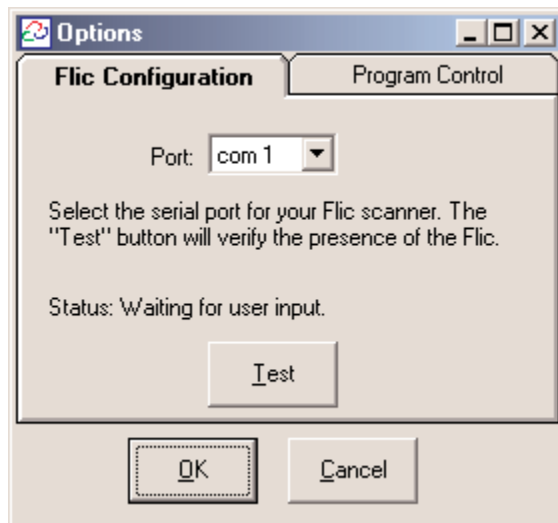 Options
Flic Configuration
Program Control
Port: com 1
Select the serial port for your Flic scanner. The
"Test" button will verify the presence of the Flic.
Status: Waiting for user input.
Test
OK
Cancel